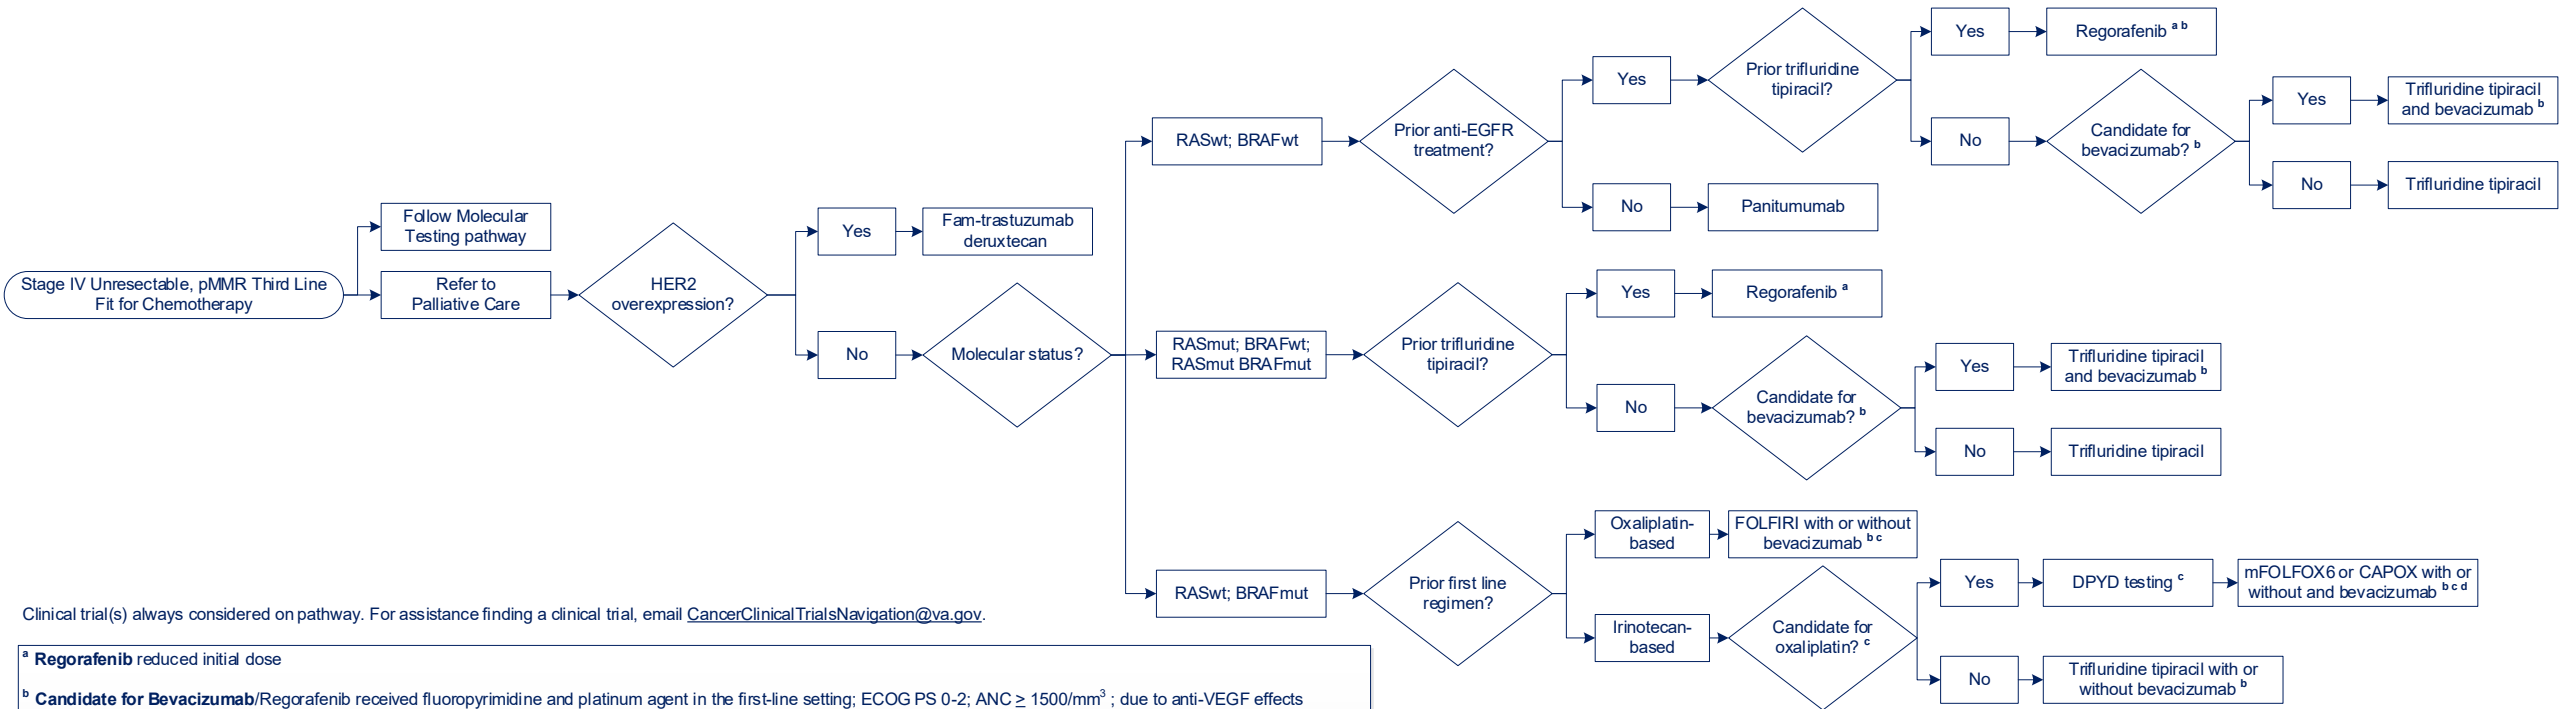 Stage IV Unresectable, pMMR Third Line
Fit for Chemotherapy
Follow Molecular
Testing pathway
Refer to
Palliative Care
HER2
overexpression?
Yes
Fam-trastuzumab
deruxtecan
No
Molecular status?
RASwt; BRAFwt
Prior anti-EGFR
treatment?
Yes
Prior trifluridine
tipiracil?
Yes
Regorafenib a b
No
Candidate for
bevacizumab? b
Yes
Trifluridine tipiracil
and bevacizumab b
No
Trifluridine tipiracil
No
Panitumumab
RASmut; BRAFwt;
RASmut BRAFmut
Prior trifluridine
tipiracil?
Yes
Regorafenib a
No
Candidate for
bevacizumab? b
Yes
Trifluridine tipiracil
and bevacizumab b
No
Trifluridine tipiracil
RASwt; BRAFmut
Prior first line
regimen?
Oxaliplatin-
based
FOLFIRI with or without
bevacizumab b c
Irinotecan-
based
Candidate for
oxaliplatin? c
Yes
DPYD testing c
mFOLFOX6 or CAPOX with or
without and bevacizumab b c d
No
Trifluridine tipiracil with or
without bevacizumab b
Clinical trial(s) always considered on pathway. For assistance finding a clinical trial, email CancerClinicalTrialsNavigation@va.gov.
a Regorafenib reduced initial dose
b Candidate for Bevacizumab/Regorafenib received fluoropyrimidine and platinum agent in the first-line setting; ECOG PS 0-2; ANC ≥ 1500/mm3 ; due to anti-VEGF effects